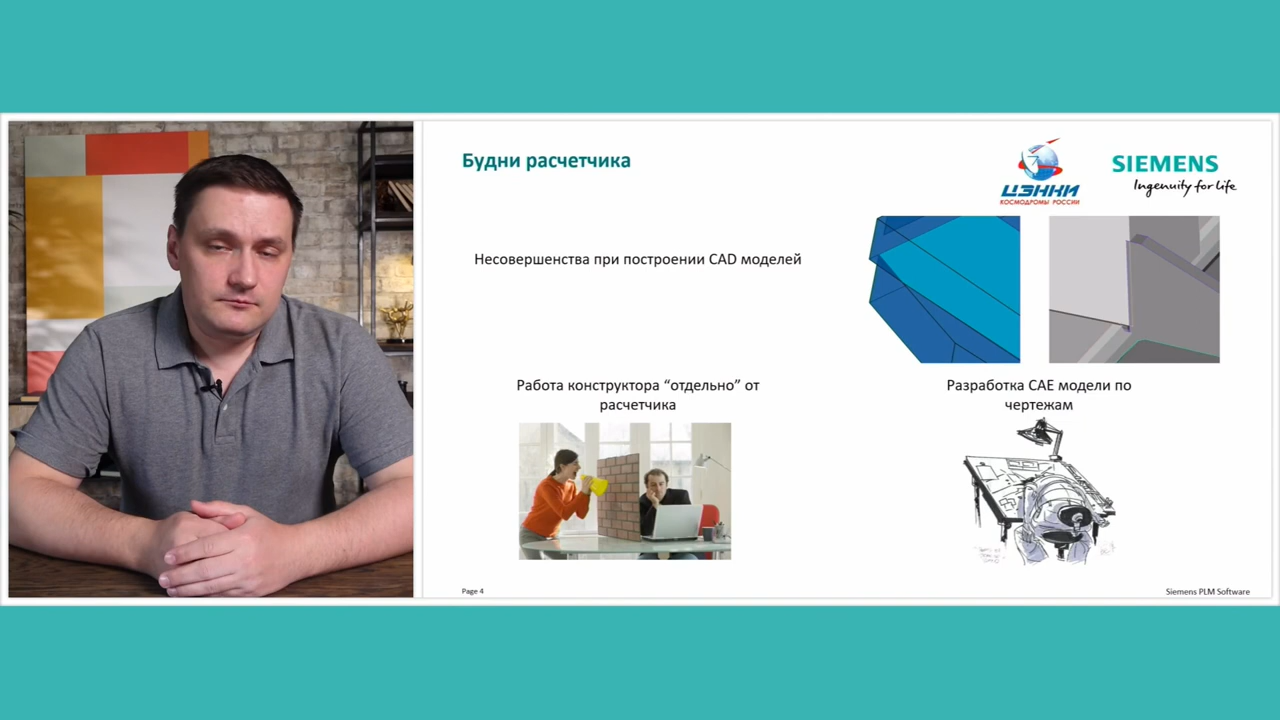 Будни расчетчика
ЦЭНКИ
КОСМОДРОМЫ РОССИИ
SIEMENS
Ingenuity for life
Несовершенства при построении CAD моделей
Работа конструктора “отдельно” от
расчетчика
Разработка CAE модели по
чертежам
Page 4
Siemens PLM Software